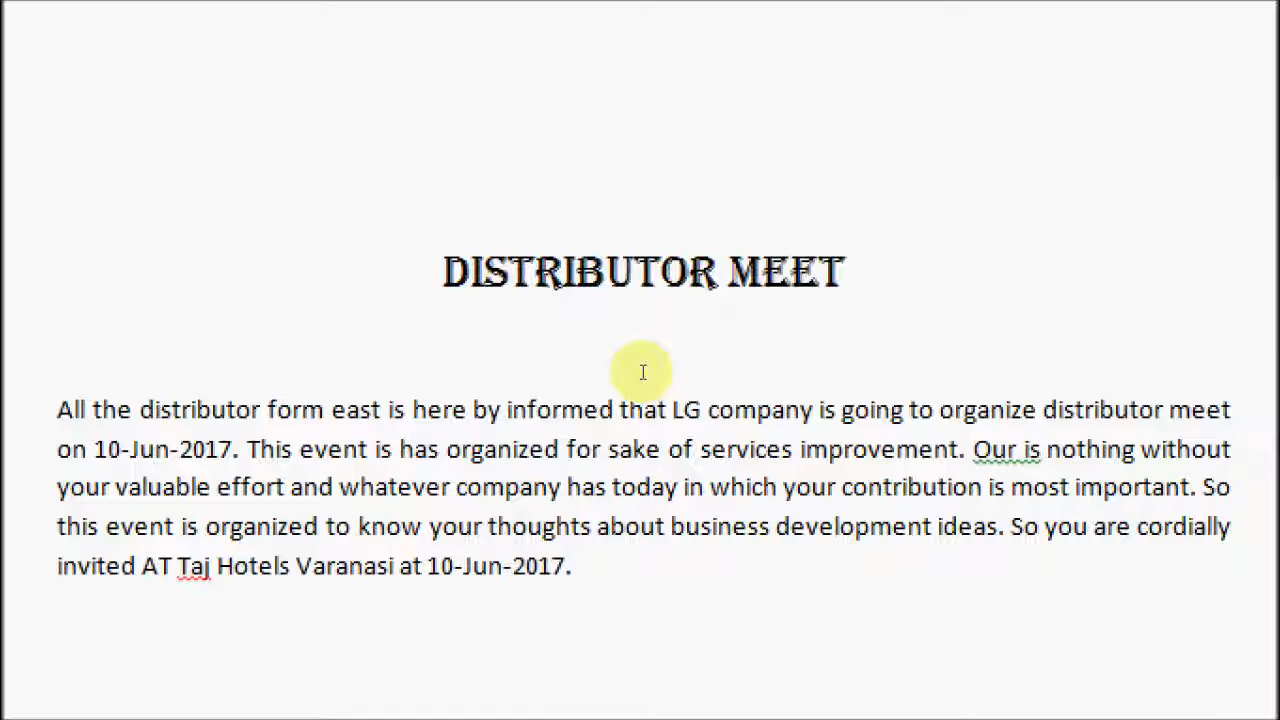 DISTRIBUTOR MEET
All the distributor form east is here by informed that LG company is going to organize distributor meet
on 10-Jun-2017. This event is has organized for sake of services improvement. Our is nothing without
your valuable effort and whatever company has today in which your contribution is most important. So
this event is organized to know your thoughts about business development ideas. So you are cordially
invited AT Taj Hotels Varanasi at 10-Jun-2017.